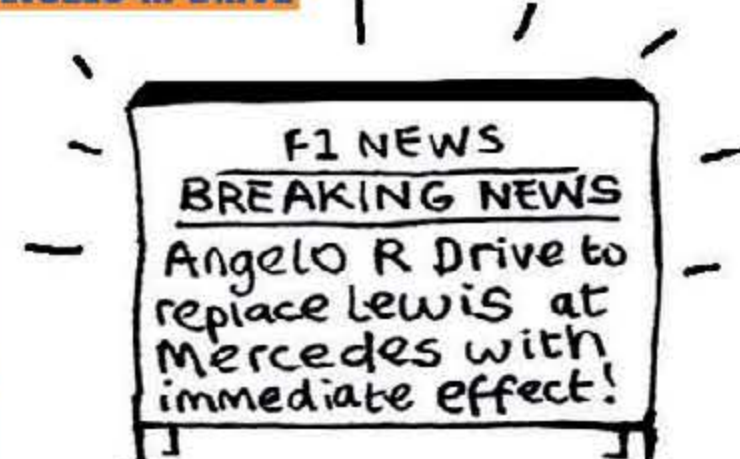 F1 NEWS
BREAKING NEWS
Angelo R Drive to
replace Lewis at
Mercedes with
immediate effect!